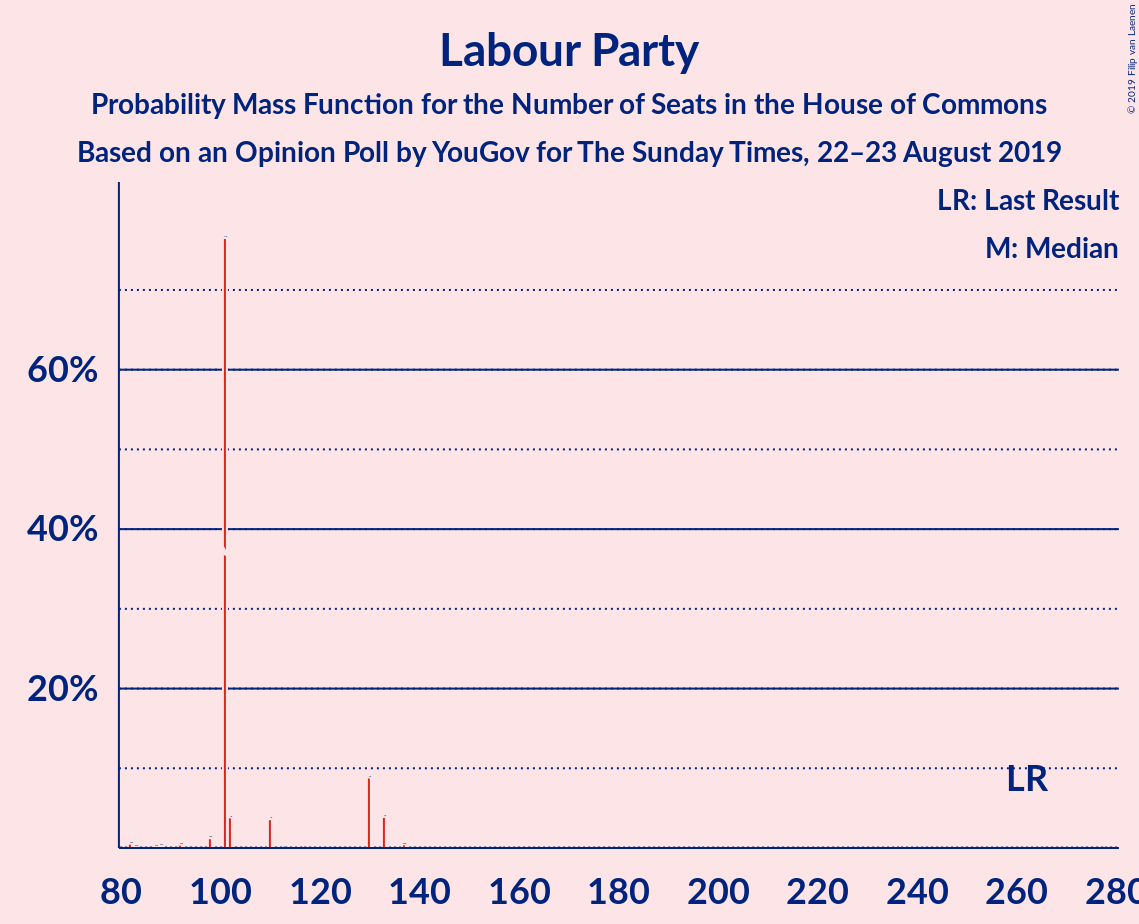 Labour Party
Probability Mass Function for the Number of Seats in the House of Commons
Based on an Opinion Poll by YouGov for The Sunday Times, 22–23 August 2019
© 2019 Filip van Laenen
LR: Last Result
M: Median
60%
40%
20%
LR
80 100 120 140 160 180 200 220 240 260 280